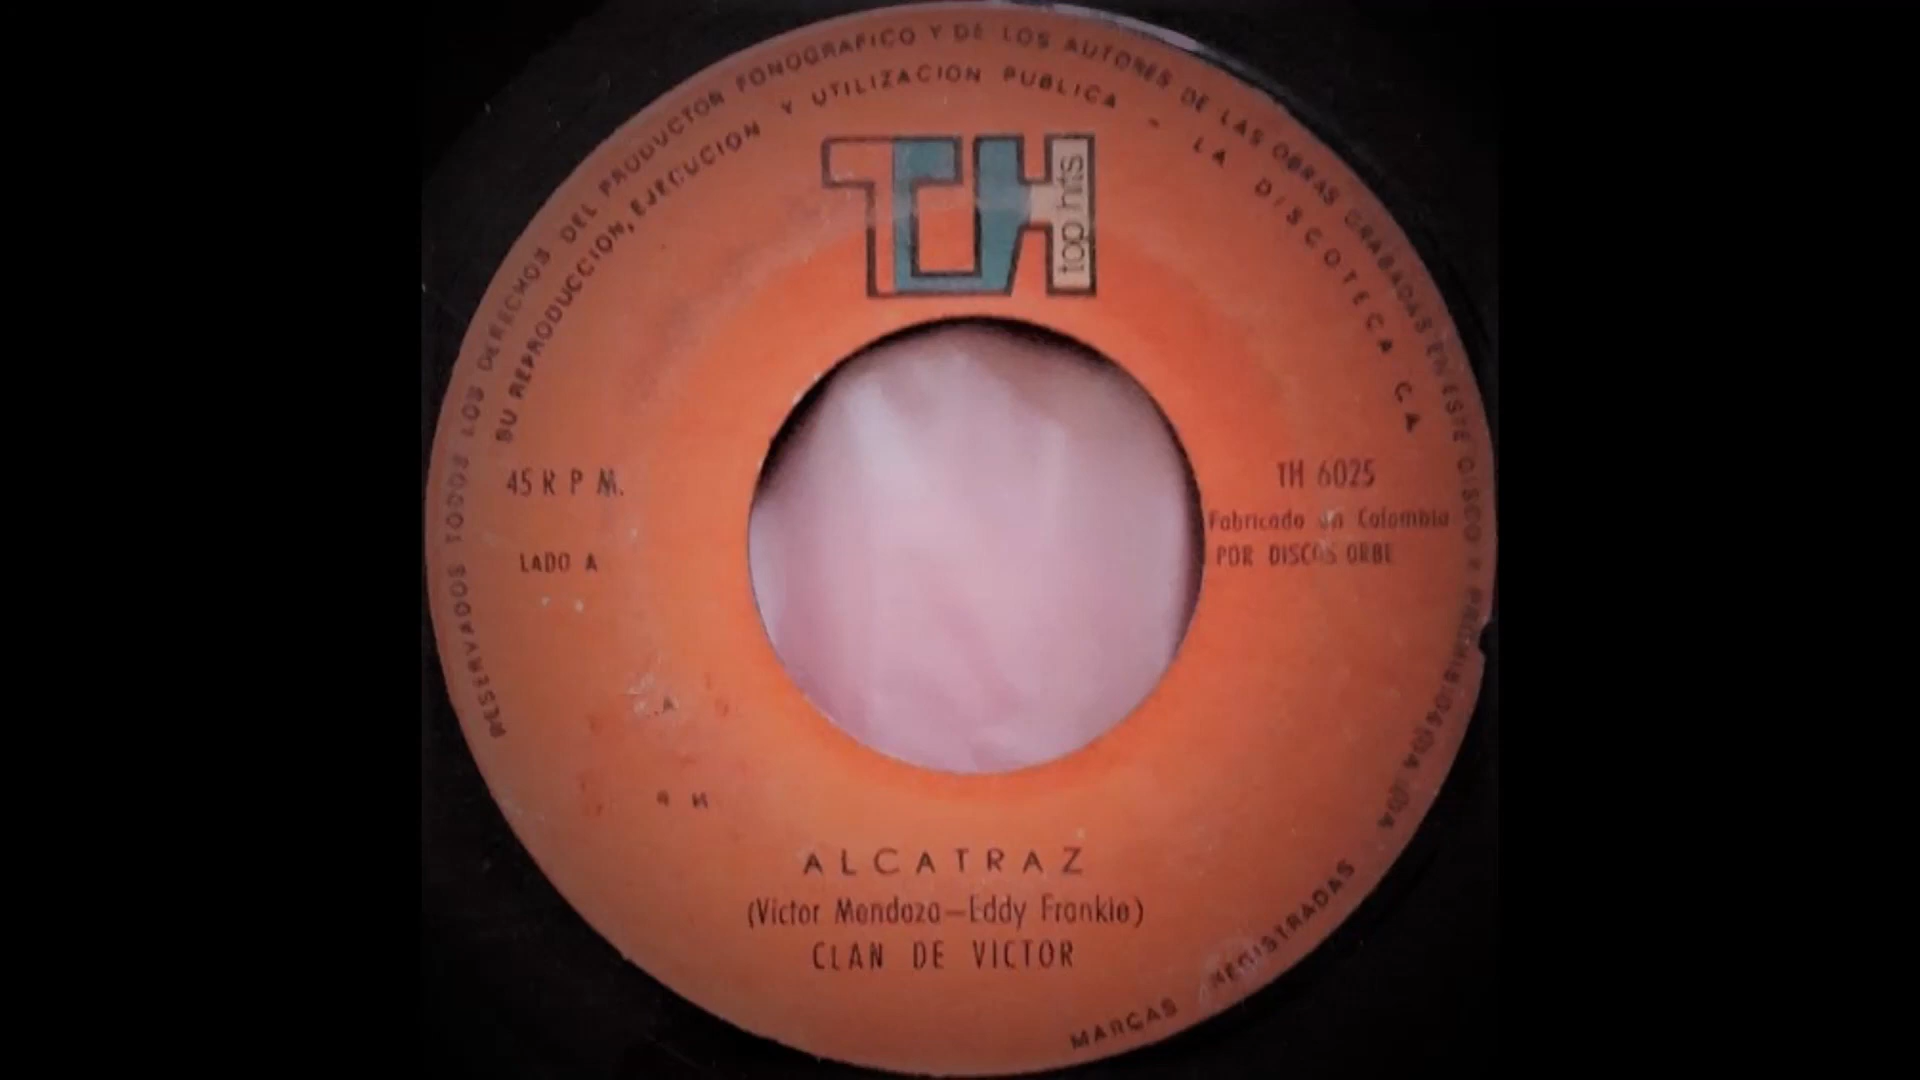 RESERVADOS TODOS LOS DERECHOS DEL PRODUCTOR FONOGRAFICO Y DE LOS AUTORES DE LAS OBRAS GRABADAS EN ESTE DISCO
SU REPRODUCCION, EJECUCION Y UTILIZACION PUBLICA - LA DISCOTECA C A
TH
top hits
45 R P M.
LADO A
TH 6025
Fabricado en Colombia
POR DISCOS ORBE
ALCATRAZ
(Victor Mendoza—Eddy Frankie)
CLAN DE VICTOR
MARCAS REGISTRADAS